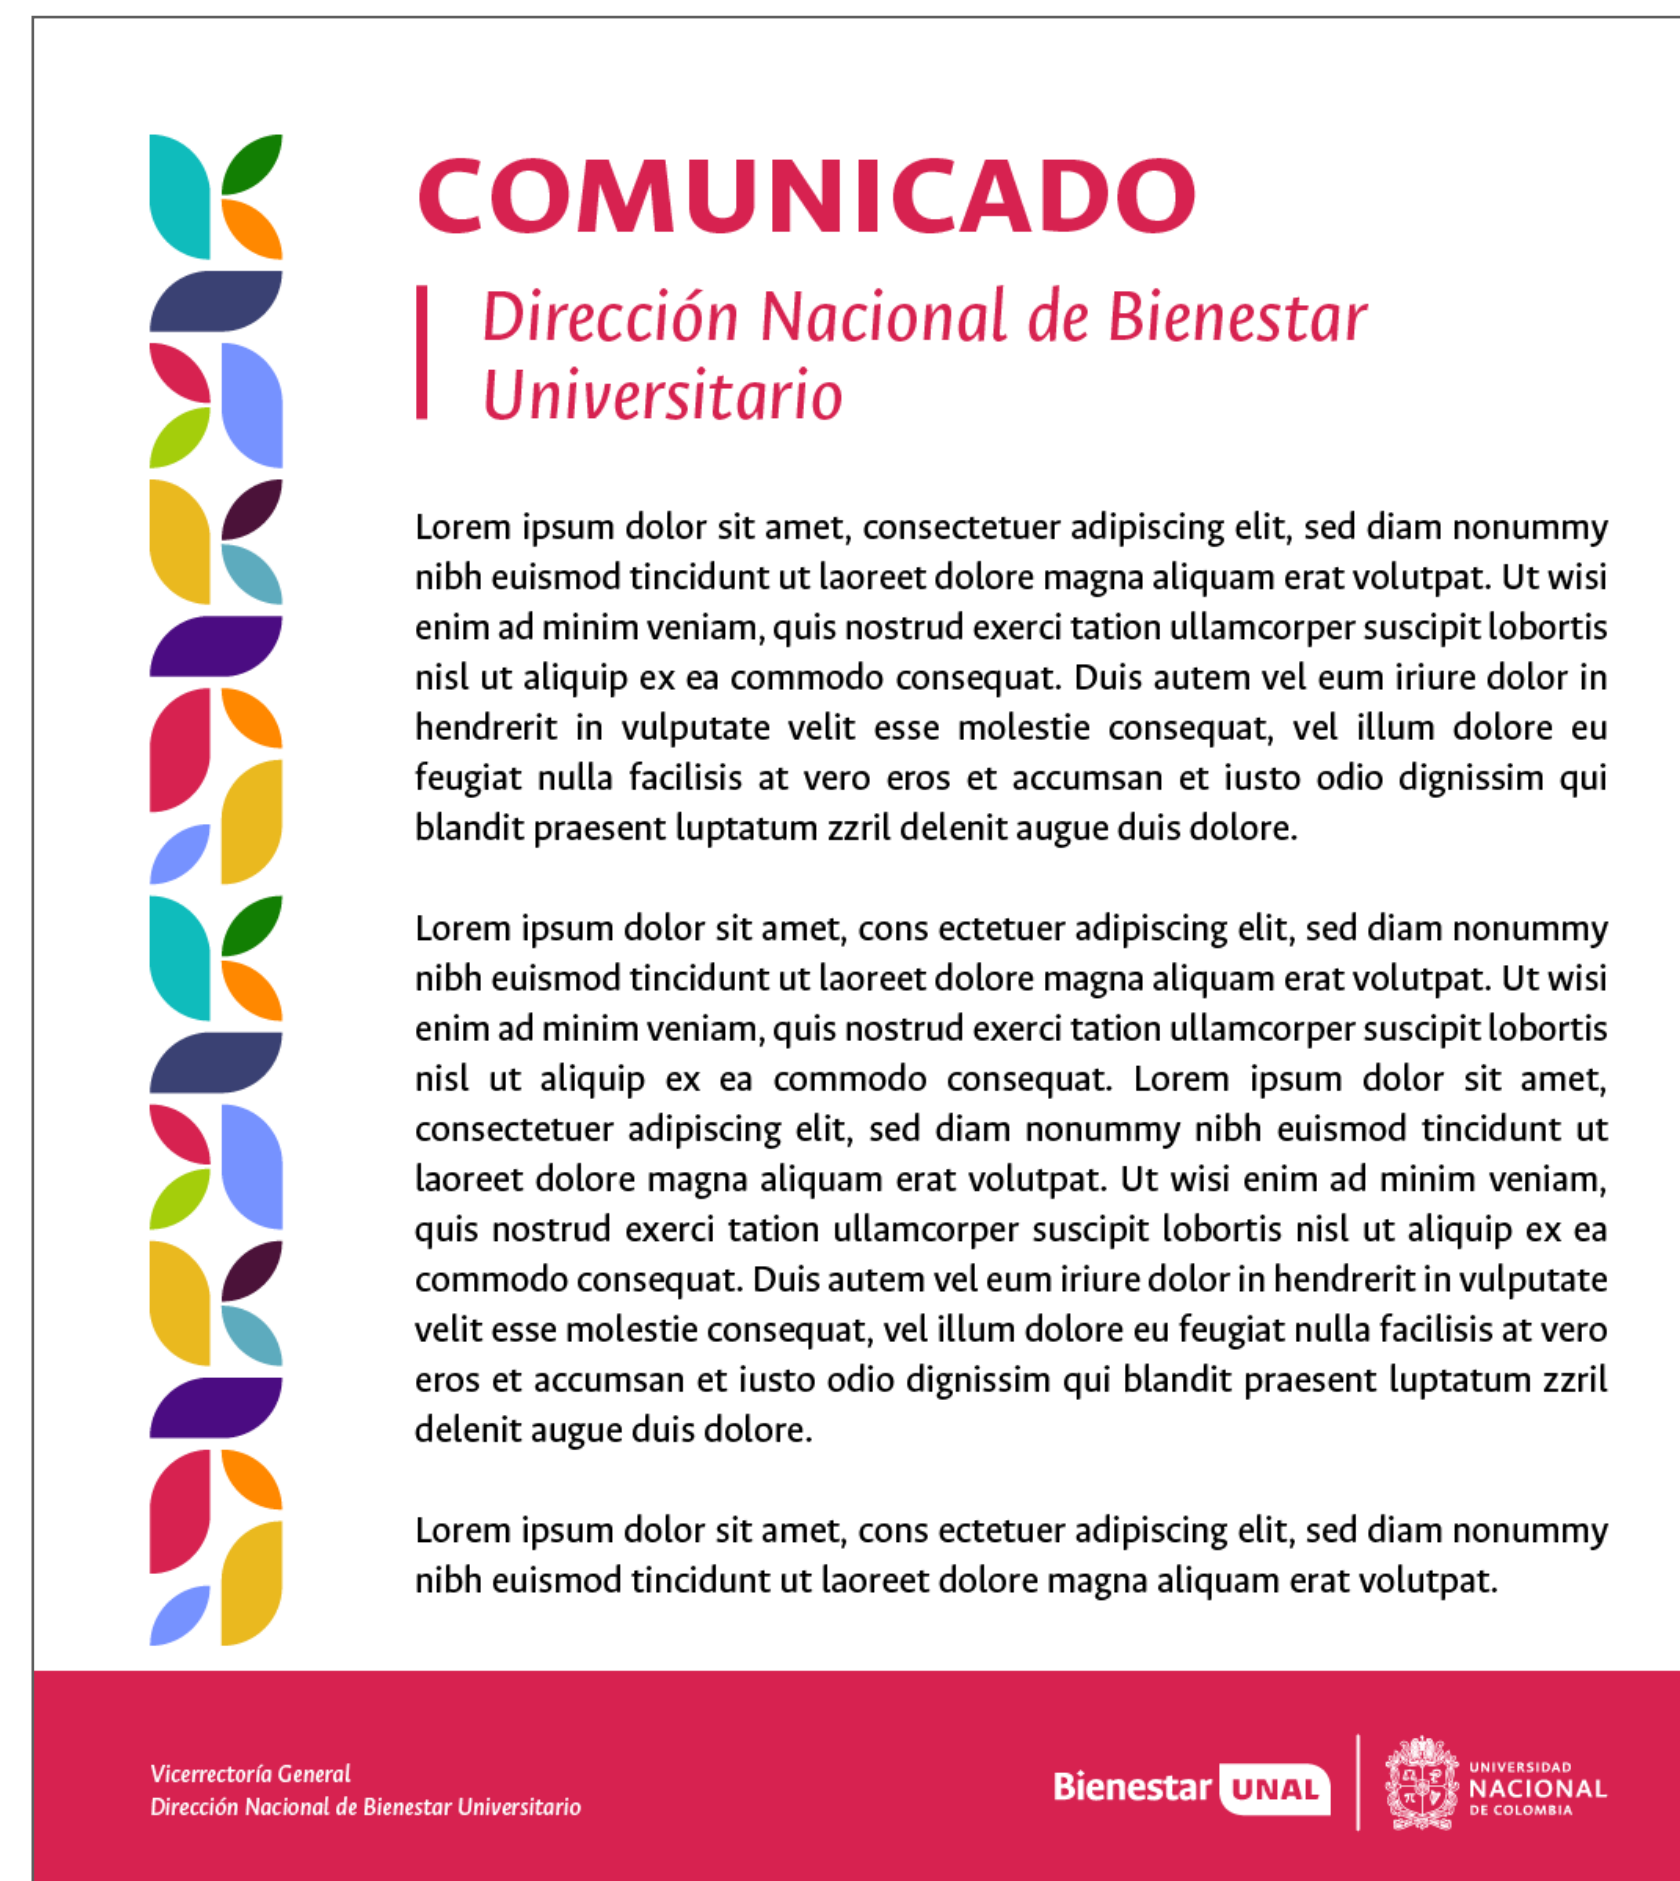 COMUNICADO
Dirección Nacional de Bienestar
Universitario
Lorem ipsum dolor sit amet, consectetuer adipiscing elit, sed diam nonummy
nibh euismod tincidunt ut laoreet dolore magna aliquam erat volutpat. Ut wisi
enim ad minim veniam, quis nostrud exerci tation ullamcorper suscipit lobortis
nisl ut aliquip ex ea commodo consequat. Duis autem vel eum iriure dolor in
hendrerit in vulputate velit esse molestie consequat, vel illum dolore eu
feugiat nulla facilisis at vero eros et accumsan et iusto odio dignissim qui
blandit praesent luptatum zzril delenit augue duis dolore.
Lorem ipsum dolor sit amet, cons ectetuer adipiscing elit, sed diam nonummy
nibh euismod tincidunt ut laoreet dolore magna aliquam erat volutpat. Ut wisi
enim ad minim veniam, quis nostrud exerci tation ullamcorper suscipit lobortis
nisl ut aliquip ex ea commodo consequat. Lorem ipsum dolor sit amet,
consectetuer adipiscing elit, sed diam nonummy nibh euismod tincidunt ut
laoreet dolore magna aliquam erat volutpat. Ut wisi enim ad minim veniam,
quis nostrud exerci tation ullamcorper suscipit lobortis nisl ut aliquip ex ea
commodo consequat. Duis autem vel eum iriure dolor in hendrerit in vulputate
velit esse molestie consequat, vel illum dolore eu feugiat nulla facilisis at vero
eros et accumsan et iusto odio dignissim qui blandit praesent luptatum zzril
delenit augue duis dolore.
Lorem ipsum dolor sit amet, cons ectetuer adipiscing elit, sed diam nonummy
nibh euismod tincidunt ut laoreet dolore magna aliquam erat volutpat.
Vicerrectoría General
Dirección Nacional de Bienestar Universitario
Bienestar UNAL
UNIVERSIDAD
NACIONAL
DE COLOMBIA